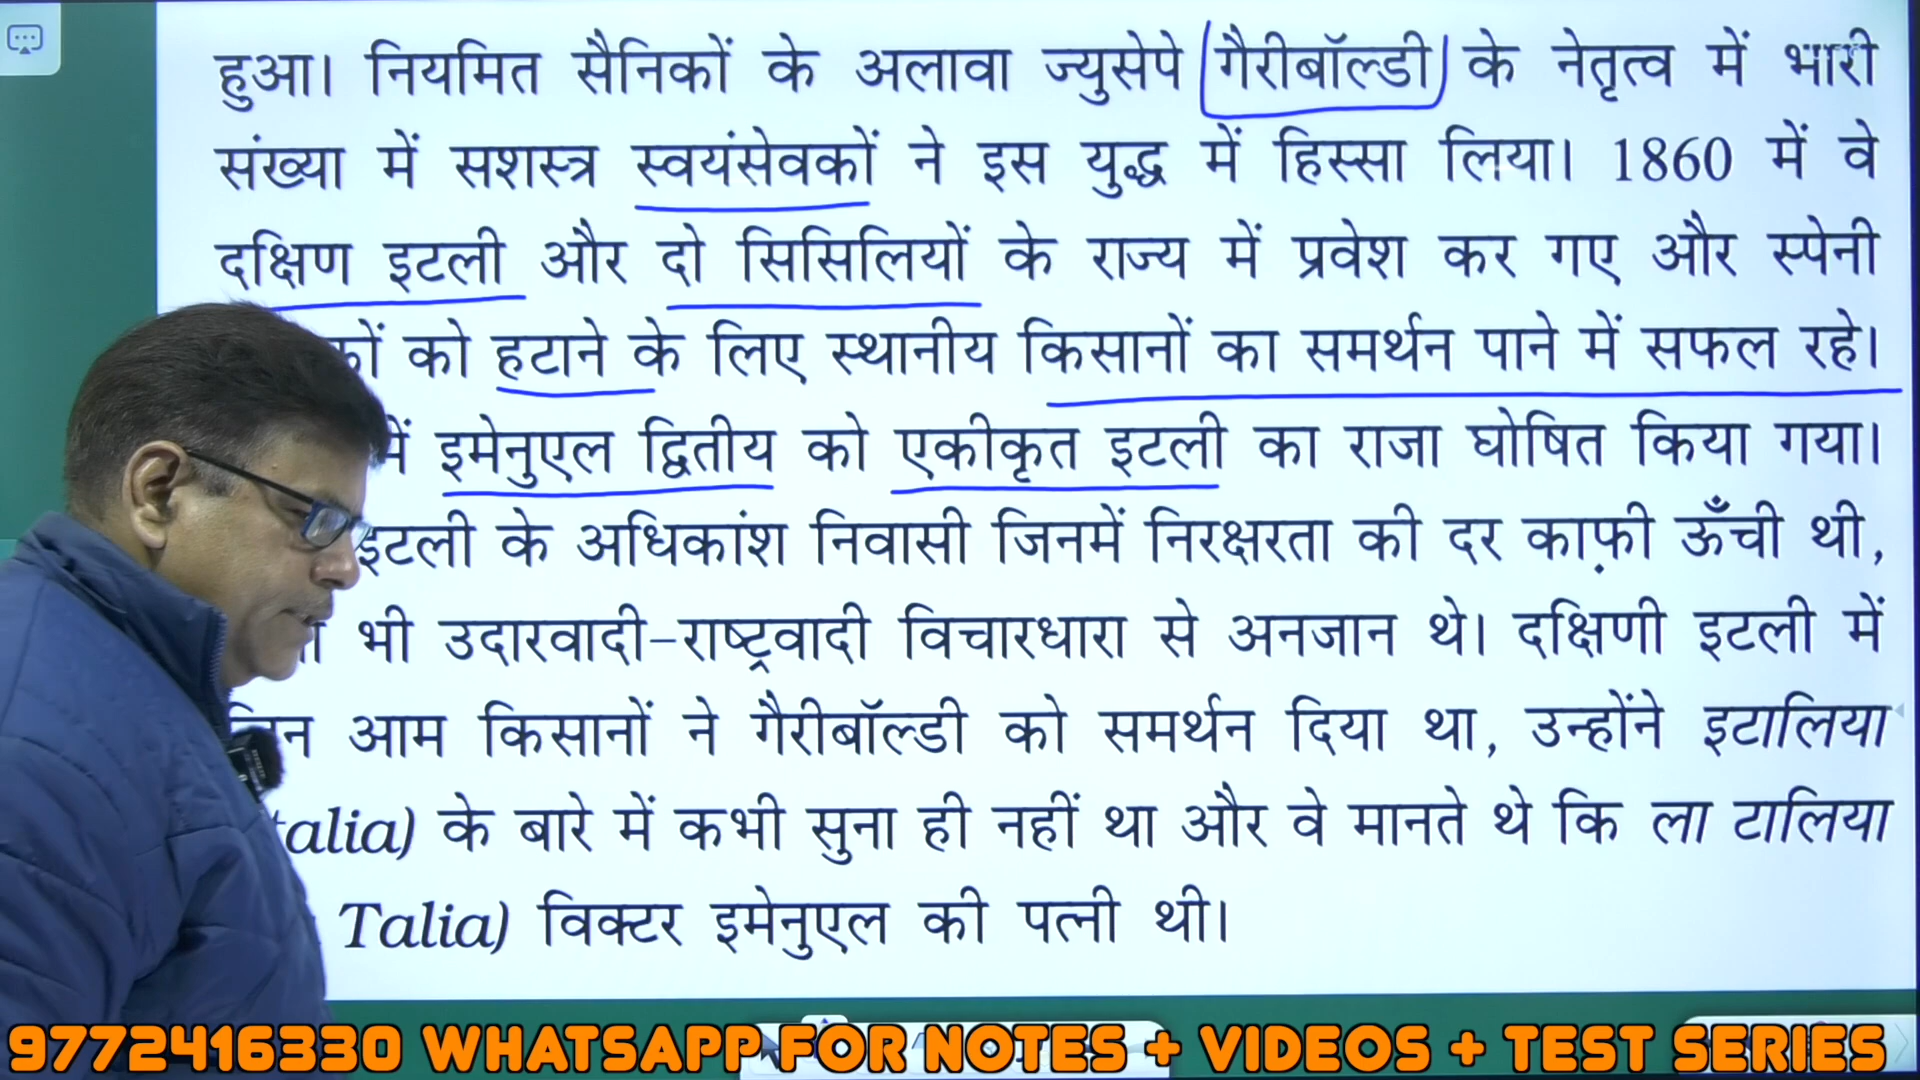 हुआ। नियमित सैनिकों के अलावा ज्युसेपे गैरीबॉल्डी के नेतृत्व में भारी
संख्या में सशस्त्र स्वयंसेवकों ने इस युद्ध में हिस्सा लिया। 1860 में वे
दक्षिण इटली और दो सिसिलियों के राज्य में प्रवेश कर गए और स्पेनी
को हटाने के लिए स्थानीय किसानों का समर्थन पाने में सफल रहे।
में इमेनुएल द्वितीय को एकीकृत इटली का राजा घोषित किया गया।
इटली के अधिकांश निवासी जिनमें निरक्षरता की दर काफ़ी ऊँची थी,
भी उदारवादी-राष्ट्रवादी विचारधारा से अनजान थे। दक्षिणी इटली में
आम किसानों ने गैरीबॉल्डी को समर्थन दिया था, उन्होंने इटालिया
के बारे में कभी सुना ही नहीं था और वे मानते थे कि ला टालिया
Talia) विक्टर इमेनुएल की पत्नी थी।
9772416330 WHATSAPP FOR NOTES + VIDEOS + TEST SERIES